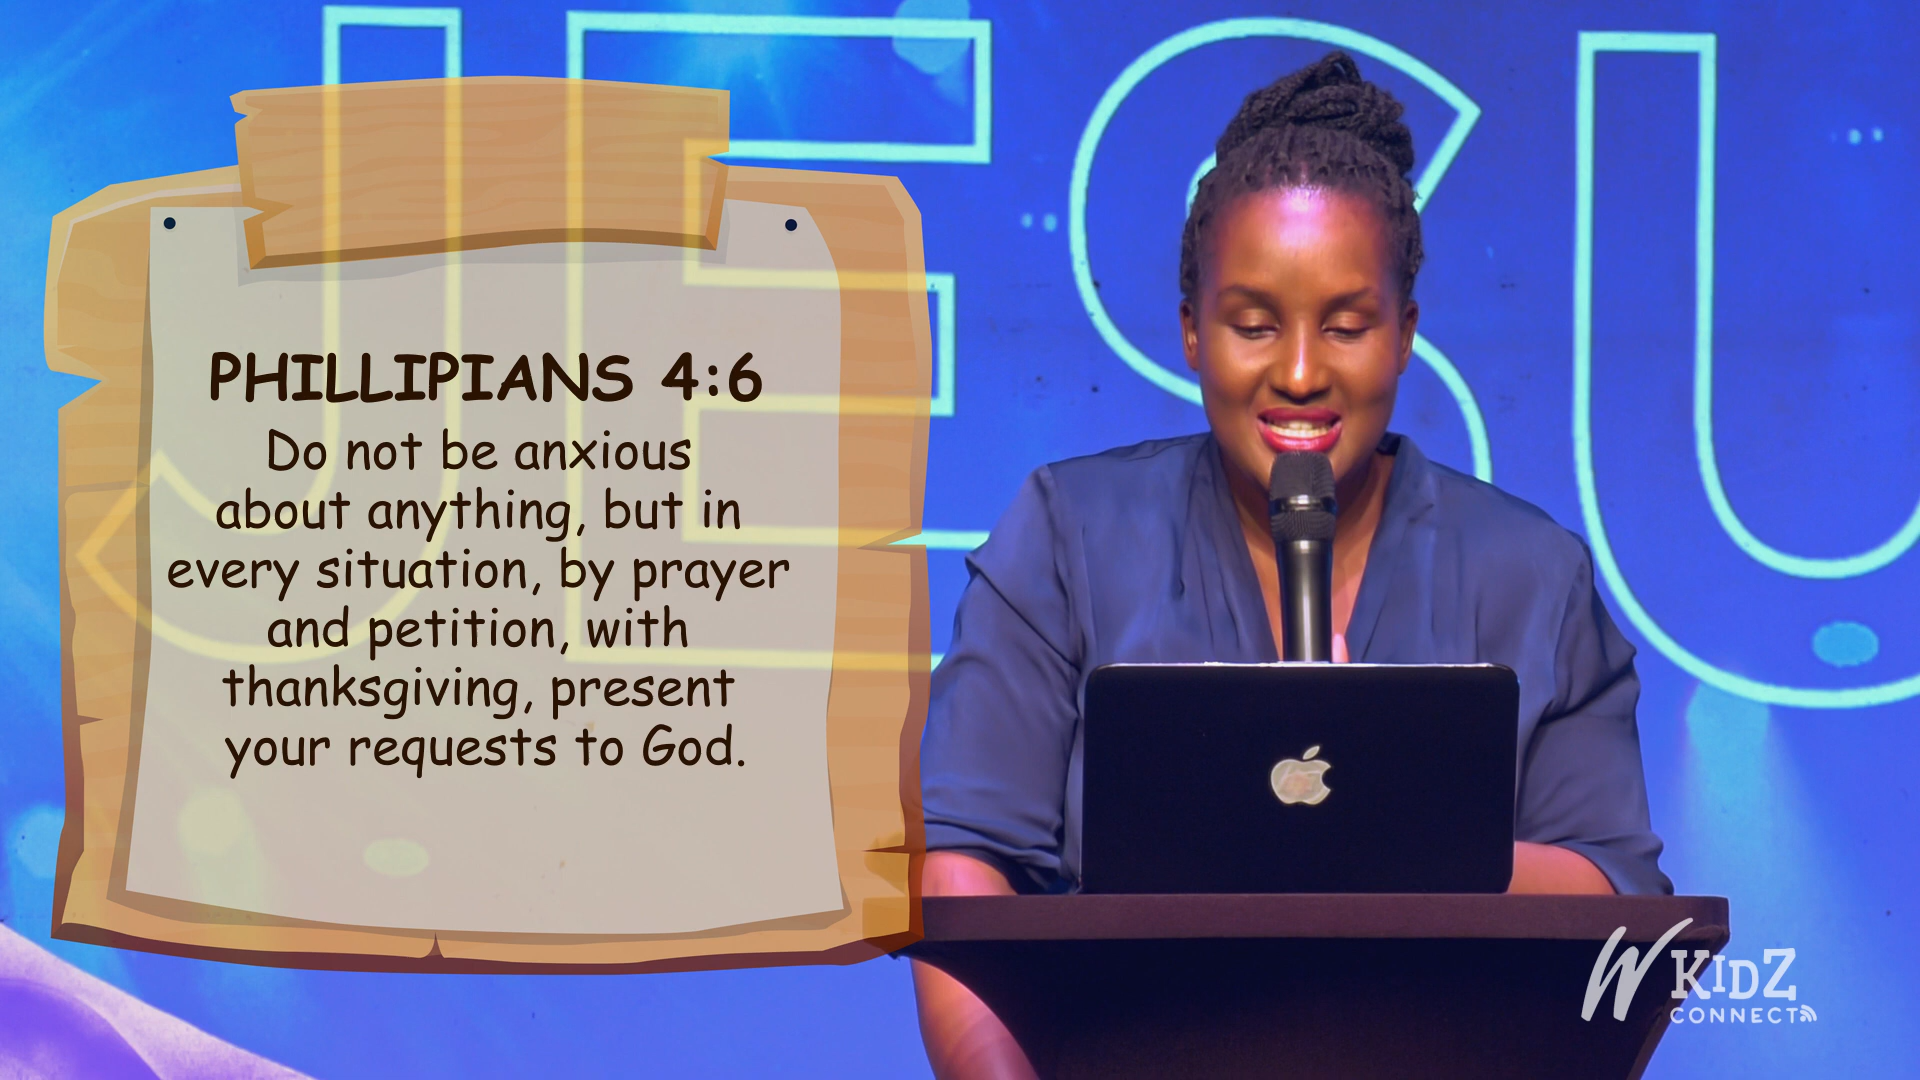 JESU
PHILLIPIANS 4:6
Do not be anxious
about anything, but in
every situation, by prayer
and petition, with
thanksgiving, present
your requests to God.
W KIDZ
CONNECT